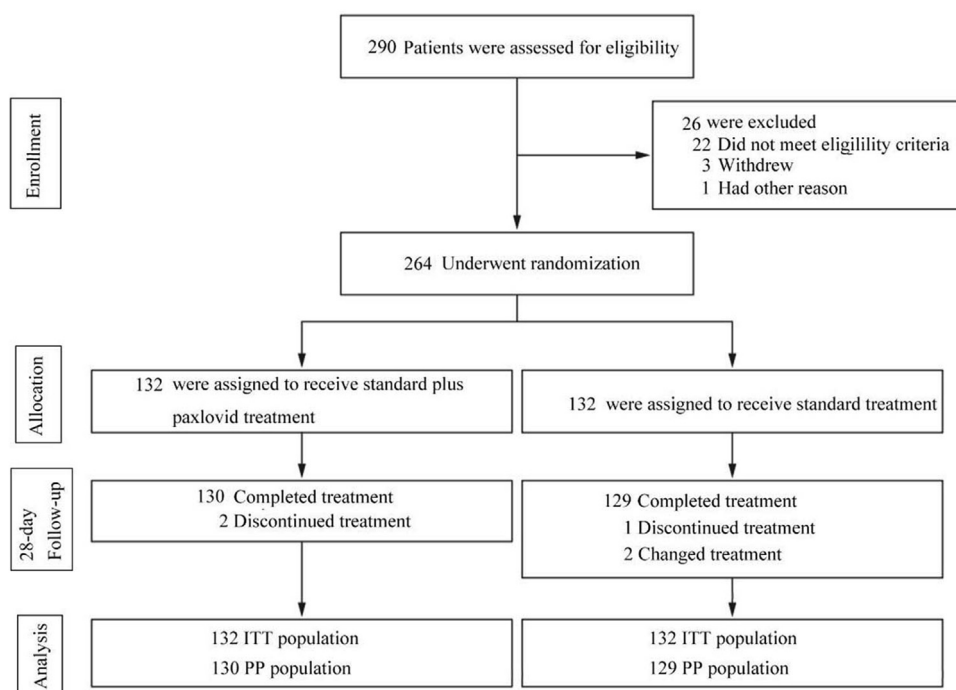 290 Patients were assessed for eligibility
Enrollment
26 were excluded
22 Did not meet eligilility criteria
3 Withdrew
1 Had other reason
264 Underwent randomization
Allocation
132 were assigned to receive standard plus
paxlovid treatment
132 were assigned to receive standard treatment
28-day
Follow-up
130 Completed treatment
2 Discontinued treatment
129 Completed treatment
1 Discontinued treatment
2 Changed treatment
Analysis
132 ITT population
130 PP population
132 ITT population
129 PP population